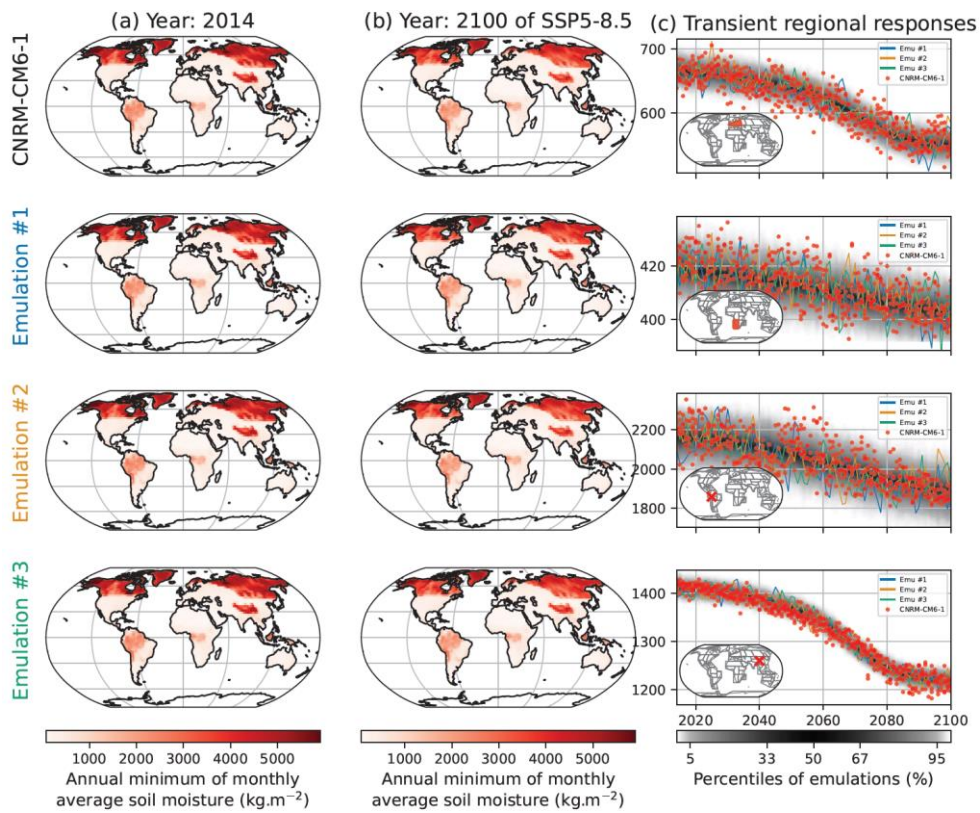 (a) Year: 2014
(b) Year: 2100 of SSP5-8.5
(c) Transient regional responses
CNRM-CM6-1
700
600
Emu #1
Emu #2
Emu #3
CNRM-CM6-1
Emulation #1
420
400
Emu #1
Emu #2
Emu #3
CNRM-CM6-1
Emulation #2
2200
2000
1800
Emu #1
Emu #2
Emu #3
CNRM-CM6-1
Emulation #3
1400
1300
1200
Emu #1
Emu #2
Emu #3
CNRM-CM6-1
2020 2040 2060 2080 2100
1000 2000 3000 4000 5000
Annual minimum of monthly
average soil moisture (kg.m⁻²)
1000 2000 3000 4000 5000
Annual minimum of monthly
average soil moisture (kg.m⁻²)
5 33 50 67 95
Percentiles of emulations (%)